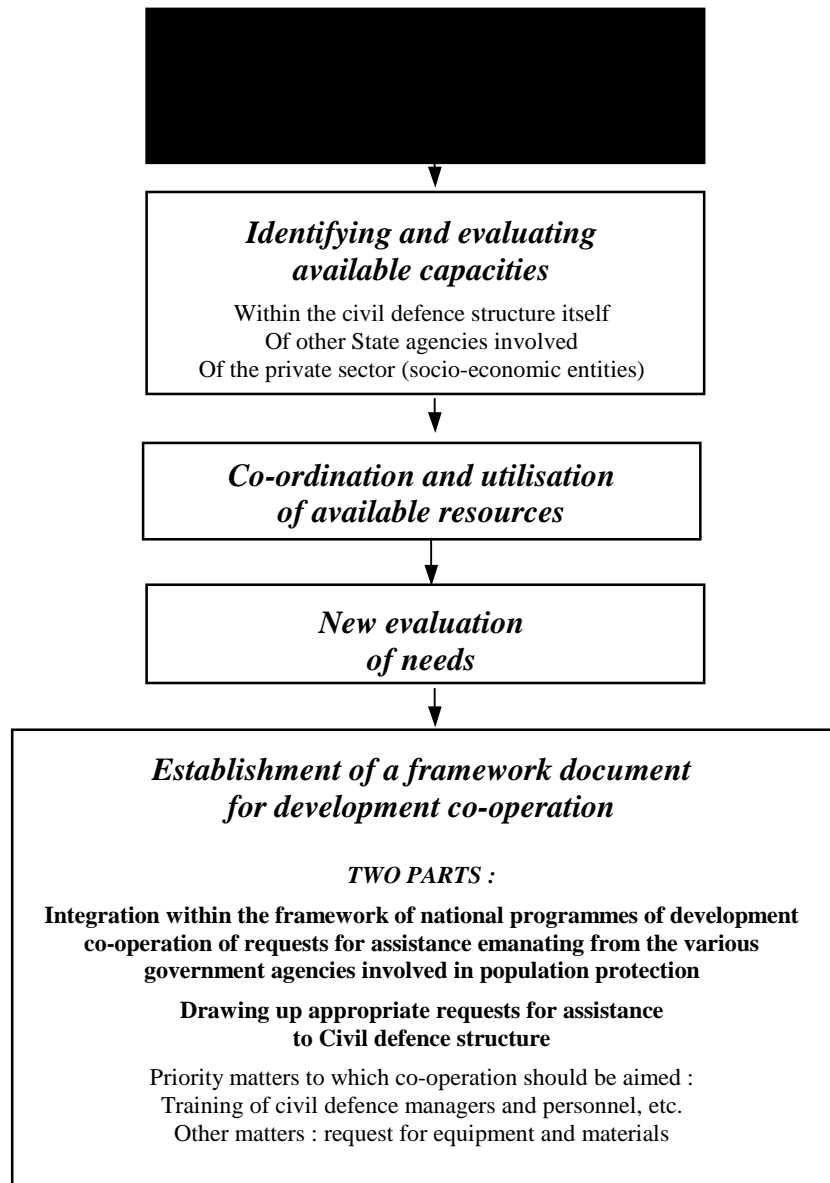 Identifying and evaluating
available capacities
Within the civil defence structure itself
Of other State agencies involved
Of the private sector (socio-economic entities)
Co-ordination and utilisation
of available resources
New evaluation
of needs
Establishment of a framework document
for development co-operation
TWO PARTS :
Integration within the framework of national programmes of development
co-operation of requests for assistance emanating from the various
government agencies involved in population protection
Drawing up appropriate requests for assistance
to Civil defence structure
Priority matters to which co-operation should be aimed :
Training of civil defence managers and personnel, etc.
Other matters : request for equipment and materials